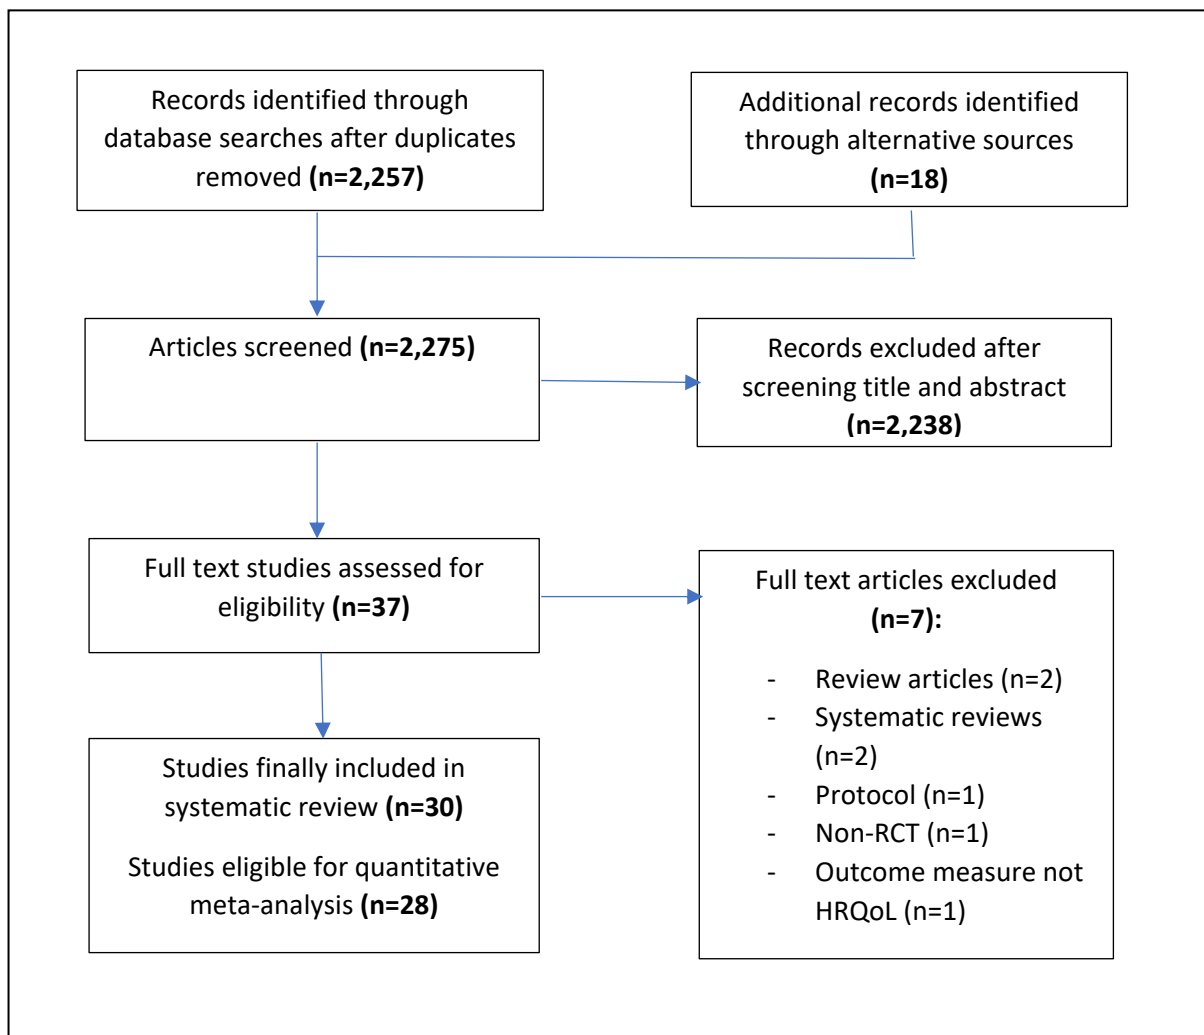 Records identified through
database searches after duplicates
removed (n=2,257)
Additional records identified
through alternative sources
(n=18)
Articles screened (n=2,275)
Records excluded after
screening title and abstract
(n=2,238)
Full text studies assessed for
eligibility (n=37)
Full text articles excluded
(n=7):
- Review articles (n=2)
- Systematic reviews
(n=2)
- Protocol (n=1)
- Non-RCT (n=1)
- Outcome measure not
HRQoL (n=1)
Studies finally included in
systematic review (n=30)
Studies eligible for quantitative
meta-analysis (n=28)